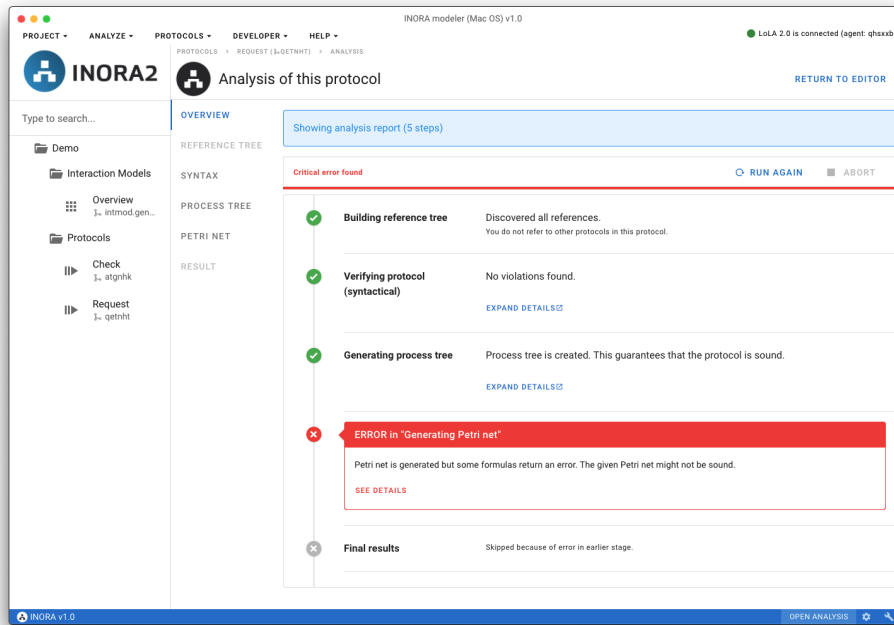 INORA modeler (Mac OS) v1.0
PROJECT ANALYZE PROTOCOLS DEVELOPER HELP
LoLA 2.0 is connected (agent: qhsxxb
INORA2
PROTOCOLS > REQUEST (QETNHT) > ANALYSIS
Analysis of this protocol
RETURN TO EDITOR
Type to search...
Demo
Interaction Models
Overview
intmod.gen...
Protocols
Check
atgnhk
Request
qetnht
OVERVIEW
REFERENCE TREE
SYNTAX
PROCESS TREE
PETRI NET
RESULT
Showing analysis report (5 steps)
Critical error found
RUN AGAIN
ABORT
Building reference tree
Discovered all references.
You do not refer to other protocols in this protocol.
Verifying protocol
(syntactical)
No violations found.
EXPAND DETAILS
Generating process tree
Process tree is created. This guarantees that the protocol is sound.
EXPAND DETAILS
ERROR in "Generating Petri net"
Petri net is generated but some formulas return an error. The given Petri net might not be sound.
SEE DETAILS
Final results
Skipped because of error in earlier stage.
INORA v1.0
OPEN ANALYSIS